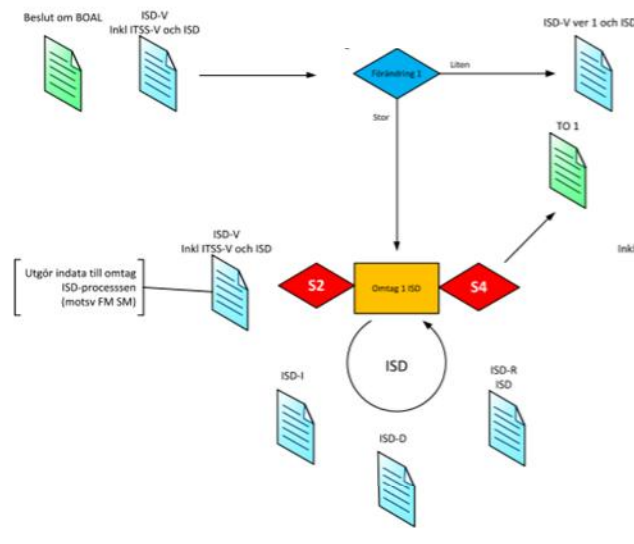 Beslut om BOAL
ISD-V
Inkl ITSS-V och ISD
Förändring 1
Liten
ISD-V ver 1 och ISD
Stor
TO 1
ISD-V
Inkl ITSS-V och ISD
Inkl
Utgör indata till omtag
ISD-processsen
(motsv FM SM)
S2
Omtag 1 ISD
S4
ISD
ISD-I
ISD-R
ISD
ISD-D